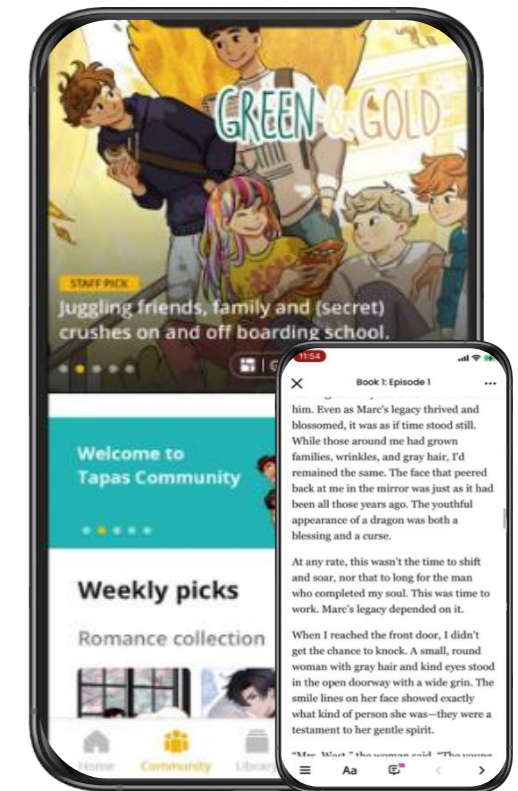 GREEN & GOLD
STAFF PICK
Juggling friends, family and (secret)
crushes on and off boarding school.
Welcome to
Tapas Community
Weekly picks
Romance collection
Home
Community
Library
11:54
Book 1: Episode 1
him. Even as Marc's legacy thrived and
blossomed, it was as if time stood still.
While those around me had grown
families, wrinkles, and gray hair, I'd
remained the same. The face that peered
back at me in the mirror was just as it had
been all those years ago. The youthful
appearance of a dragon was both a
blessing and a curse.
At any rate, this wasn't the time to shift
and soar, nor that to long for the man
who completed my soul. This was time to
work. Marc's legacy depended on it.
When I reached the front door, I didn't
get the chance to knock. A small, round
woman with gray hair and kind eyes stood
in the open doorway with a wide grin. The
smile lines on her face showed exactly
what kind of person she was—they were a
testament to her gentle spirit.
"Mrs. West," the woman said. "The young
Aa